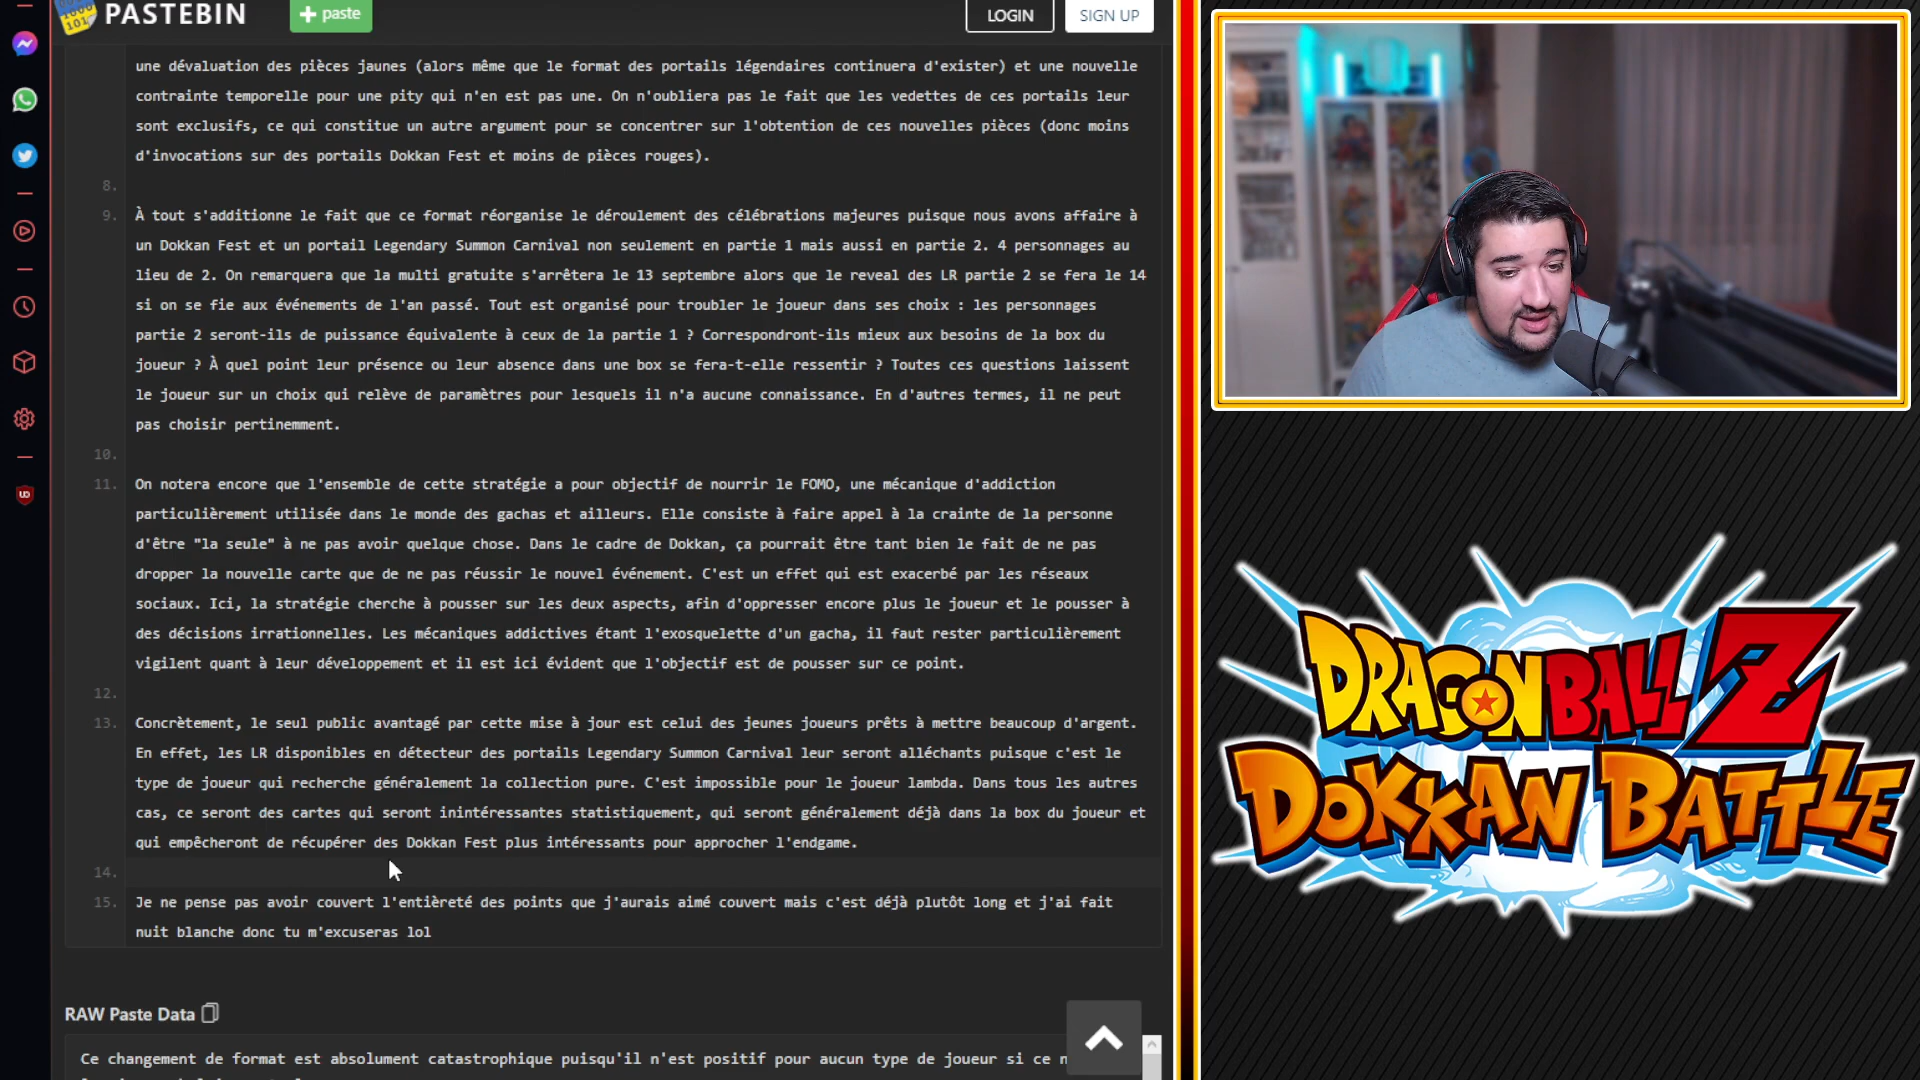 PASTEBIN
+ paste
LOGIN
SIGN UP
une dévaluation des pièces jaunes (alors même que le format des portails légendaires continuera d'exister) et une nouvelle
contrainte temporelle pour une pity qui n'en est pas une. On n'oubliera pas le fait que les vedettes de ces portails leur
sont exclusifs, ce qui constitue un autre argument pour se concentrer sur l'obtention de ces nouvelles pièces (donc moins
d'invocations sur des portails Dokkan Fest et moins de pièces rouges).
8.
9. À tout s'additionne le fait que ce format réorganise le déroulement des célébrations majeures puisque nous avons affaire à
un Dokkan Fest et un portail Legendary Summon Carnival non seulement en partie 1 mais aussi en partie 2. 4 personnages au
lieu de 2. On remarquera que la multi gratuite s'arrêtera le 13 septembre alors que le reveal des LR partie 2 se fera le 14
si on se fie aux événements de l'an passé. Tout est organisé pour troubler le joueur dans ses choix : les personnages
partie 2 seront-ils de puissance équivalente à ceux de la partie 1 ? Correspondront-ils mieux aux besoins de la box du
joueur ? À quel point leur présence ou leur absence dans une box se fera-t-elle ressentir ? Toutes ces questions laissent
le joueur sur un choix qui relève de paramètres pour lesquels il n'a aucune connaissance. En d'autres termes, il ne peut
pas choisir pertinemment.
10.
11. On notera encore que l'ensemble de cette stratégie a pour objectif de nourrir le FOMO, une mécanique d'addiction
particulièrement utilisée dans le monde des gachas et ailleurs. Elle consiste à faire appel à la crainte de la personne
d'être "la seule" à ne pas avoir quelque chose. Dans le cadre de Dokkan, ça pourrait être tant bien le fait de ne pas
dropper la nouvelle carte que de ne pas réussir le nouvel événement. C'est un effet qui est exacerbé par les réseaux
sociaux. Ici, la stratégie cherche à pousser sur les deux aspects, afin d'oppresser encore plus le joueur et le pousser à
des décisions irrationnelles. Les mécaniques addictives étant l'exosquelette d'un gacha, il faut rester particulièrement
vigilent quant à leur développement et il est ici évident que l'objectif est de pousser sur ce point.
12.
13. Concrètement, le seul public avantagé par cette mise à jour est celui des jeunes joueurs prêts à mettre beaucoup d'argent.
En effet, les LR disponibles en détecteur des portails Legendary Summon Carnival leur seront alléchants puisque c'est le
type de joueur qui recherche généralement la collection pure. C'est impossible pour le joueur lambda. Dans tous les autres
cas, ce seront des cartes qui seront inintéressantes statistiquement, qui seront généralement déjà dans la box du joueur et
qui empêcheront de récupérer des Dokkan Fest plus intéressants pour approcher l'endgame.
14.
15. Je ne pense pas avoir couvert l'entièreté des points que j'aurais aimé couvert mais c'est déjà plutôt long et j'ai fait
nuit blanche donc tu m'excuseras lol
RAW Paste Data
Ce changement de format est absolument catastrophique puisqu'il n'est positif pour aucun type de joueur si ce
DRAGON BALL Z
DOKKAN BATTLE